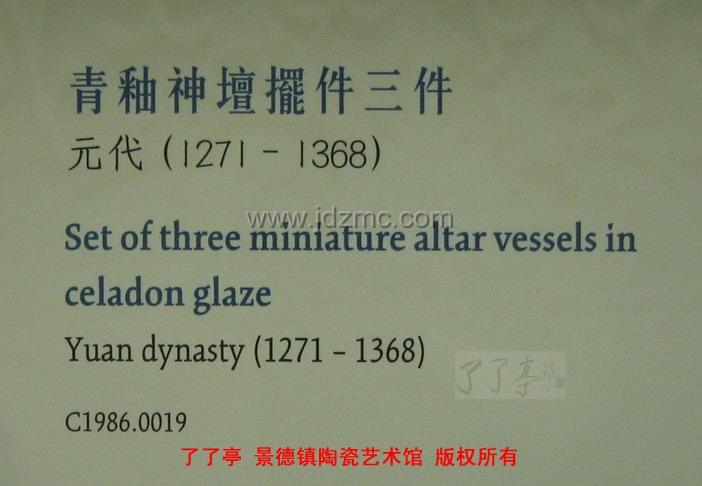 青釉神壇擺件三件
元代 (1271 - 1368)
www.jdzmc.com
Set of three miniature altar vessels in
celadon glaze
Yuan dynasty (1271 – 1368)
了了亭
C1986.0019
了了亭 景德镇陶瓷艺术馆 版权所有